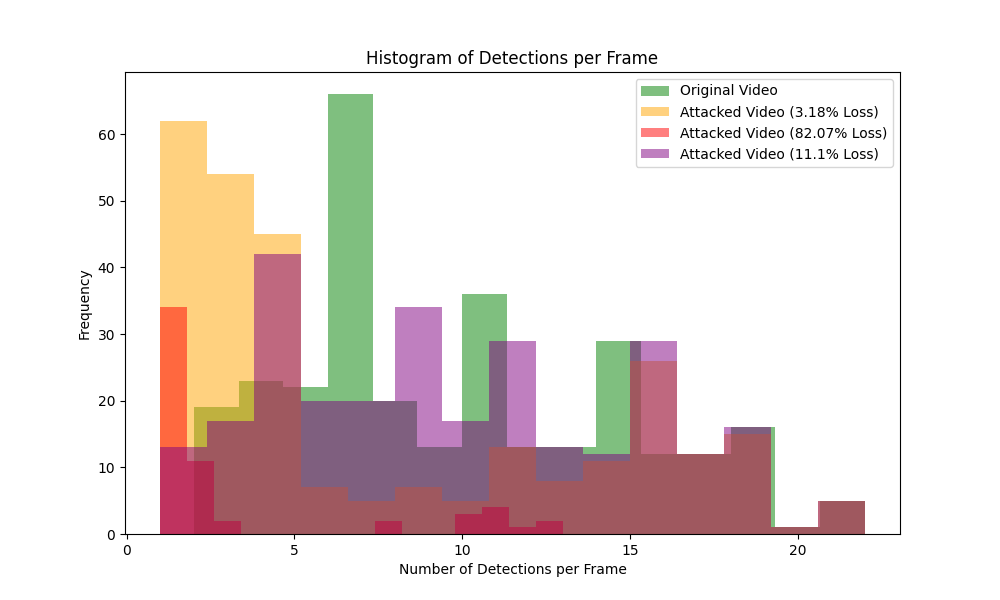 Histogram of Detections per Frame
Original Video
Attacked Video (3.18% Loss)
Attacked Video (82.07% Loss)
Attacked Video (11.1% Loss)
60
50
40
30
20
10
0
Frequency
0 5 10 15 20
Number of Detections per Frame